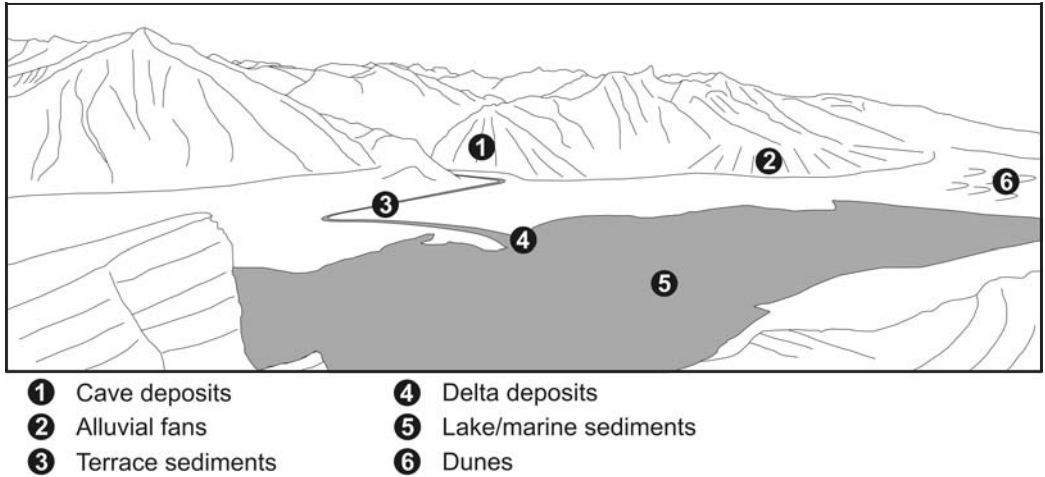 1
2
6
3
4
5
1 Cave deposits
2 Alluvial fans
3 Terrace sediments
4 Delta deposits
5 Lake/marine sediments
6 Dunes